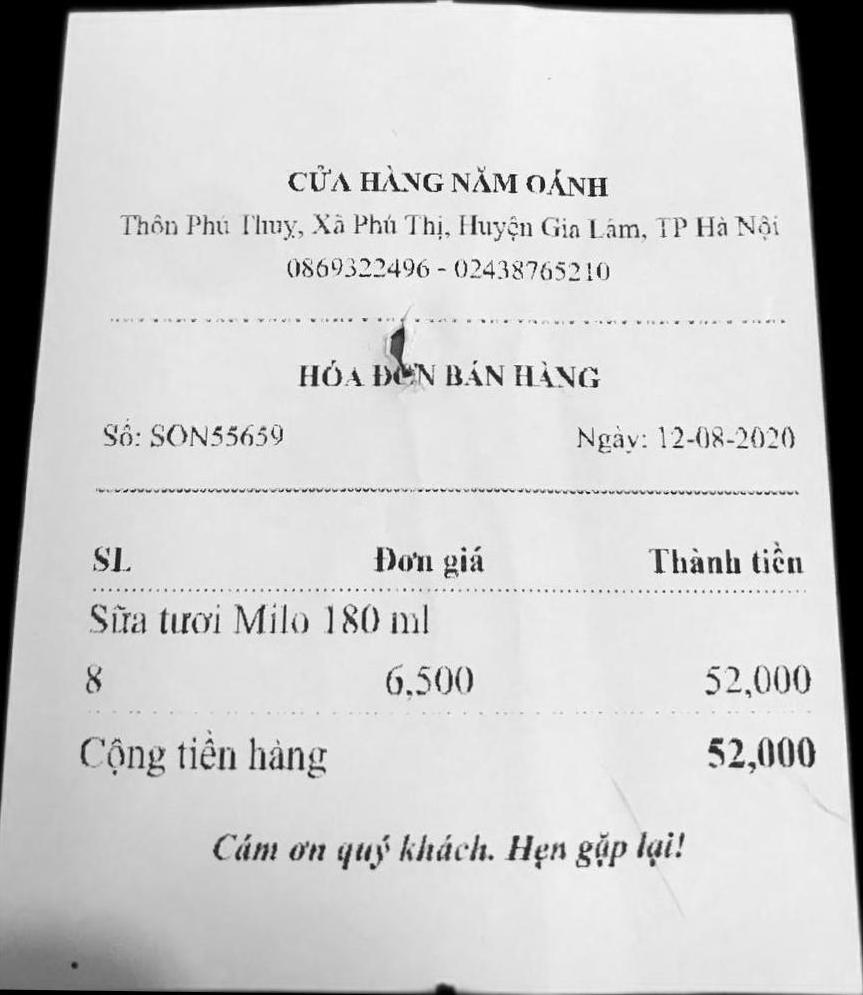 CỬA HÀNG NĂM OÁNH
Thôn Phú Thuỵ, Xã Phú Thị, Huyện Gia Lâm, TP Hà Nội
0869322496 - 02438765210
HÓA ĐƠN BÁN HÀNG
Số: SON55659 Ngày: 12-08-2020
SL Đơn giá Thành tiền
Sữa tươi Milo 180 ml
8 6,500 52,000
Cộng tiền hàng 52,000
Cám ơn quý khách. Hẹn gặp lại!